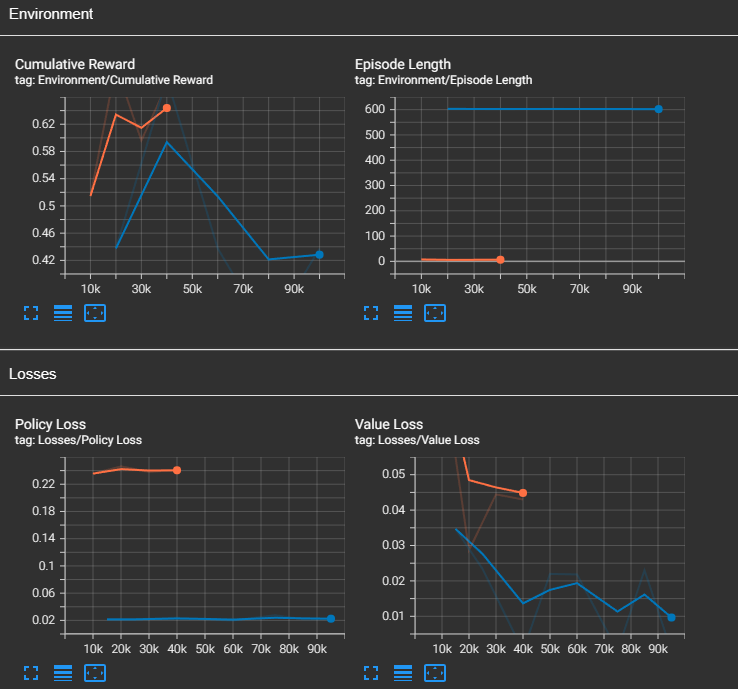 Environment
Cumulative Reward
tag: Environment/Cumulative Reward
0.62
0.58
0.54
0.5
0.46
0.42
10k 30k 50k 70k 90k
Episode Length
tag: Environment/Episode Length
600
500
400
300
200
100
0
10k 30k 50k 70k 90k
Losses
Policy Loss
tag: Losses/Policy Loss
0.22
0.18
0.14
0.1
0.06
0.02
10k 20k 30k 40k 50k 60k 70k 80k 90k
Value Loss
tag: Losses/Value Loss
0.05
0.04
0.03
0.02
0.01
10k 20k 30k 40k 50k 60k 70k 80k 90k